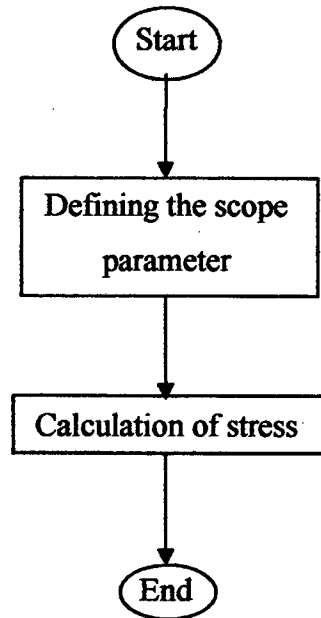 Start
Defining the scope
parameter
Calculation of stress
End